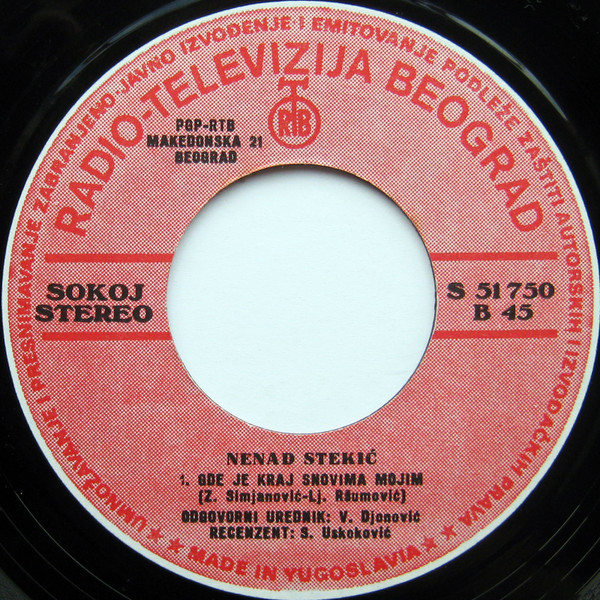 UMNOŽAVANJE I PRESNIMAVANJE ZABRANJENO·JAVNO IZVOĐENJE I EMITOVANJE PODLEŽE ZAŠTITI AUTORSKIH I IZVOĐAČKIH PRAVA
RADIO-TELEVIZIJA BEOGRAD
RTB
PGP-RTB
MAKEDONSKA 21
BEOGRAD
SOKOJ
STEREO
S 51 750
B 45
NENAD STEKIĆ
1. GDE JE KRAJ SNOVIMA MOJIM
(Z. Simjanović-Lj. Ršumović)
ODGOVORNI UREDNIK: V. Djonović
RECENZENT: S. Uskoković
★ ★ MADE IN YUGOSLAVIA ★ ★